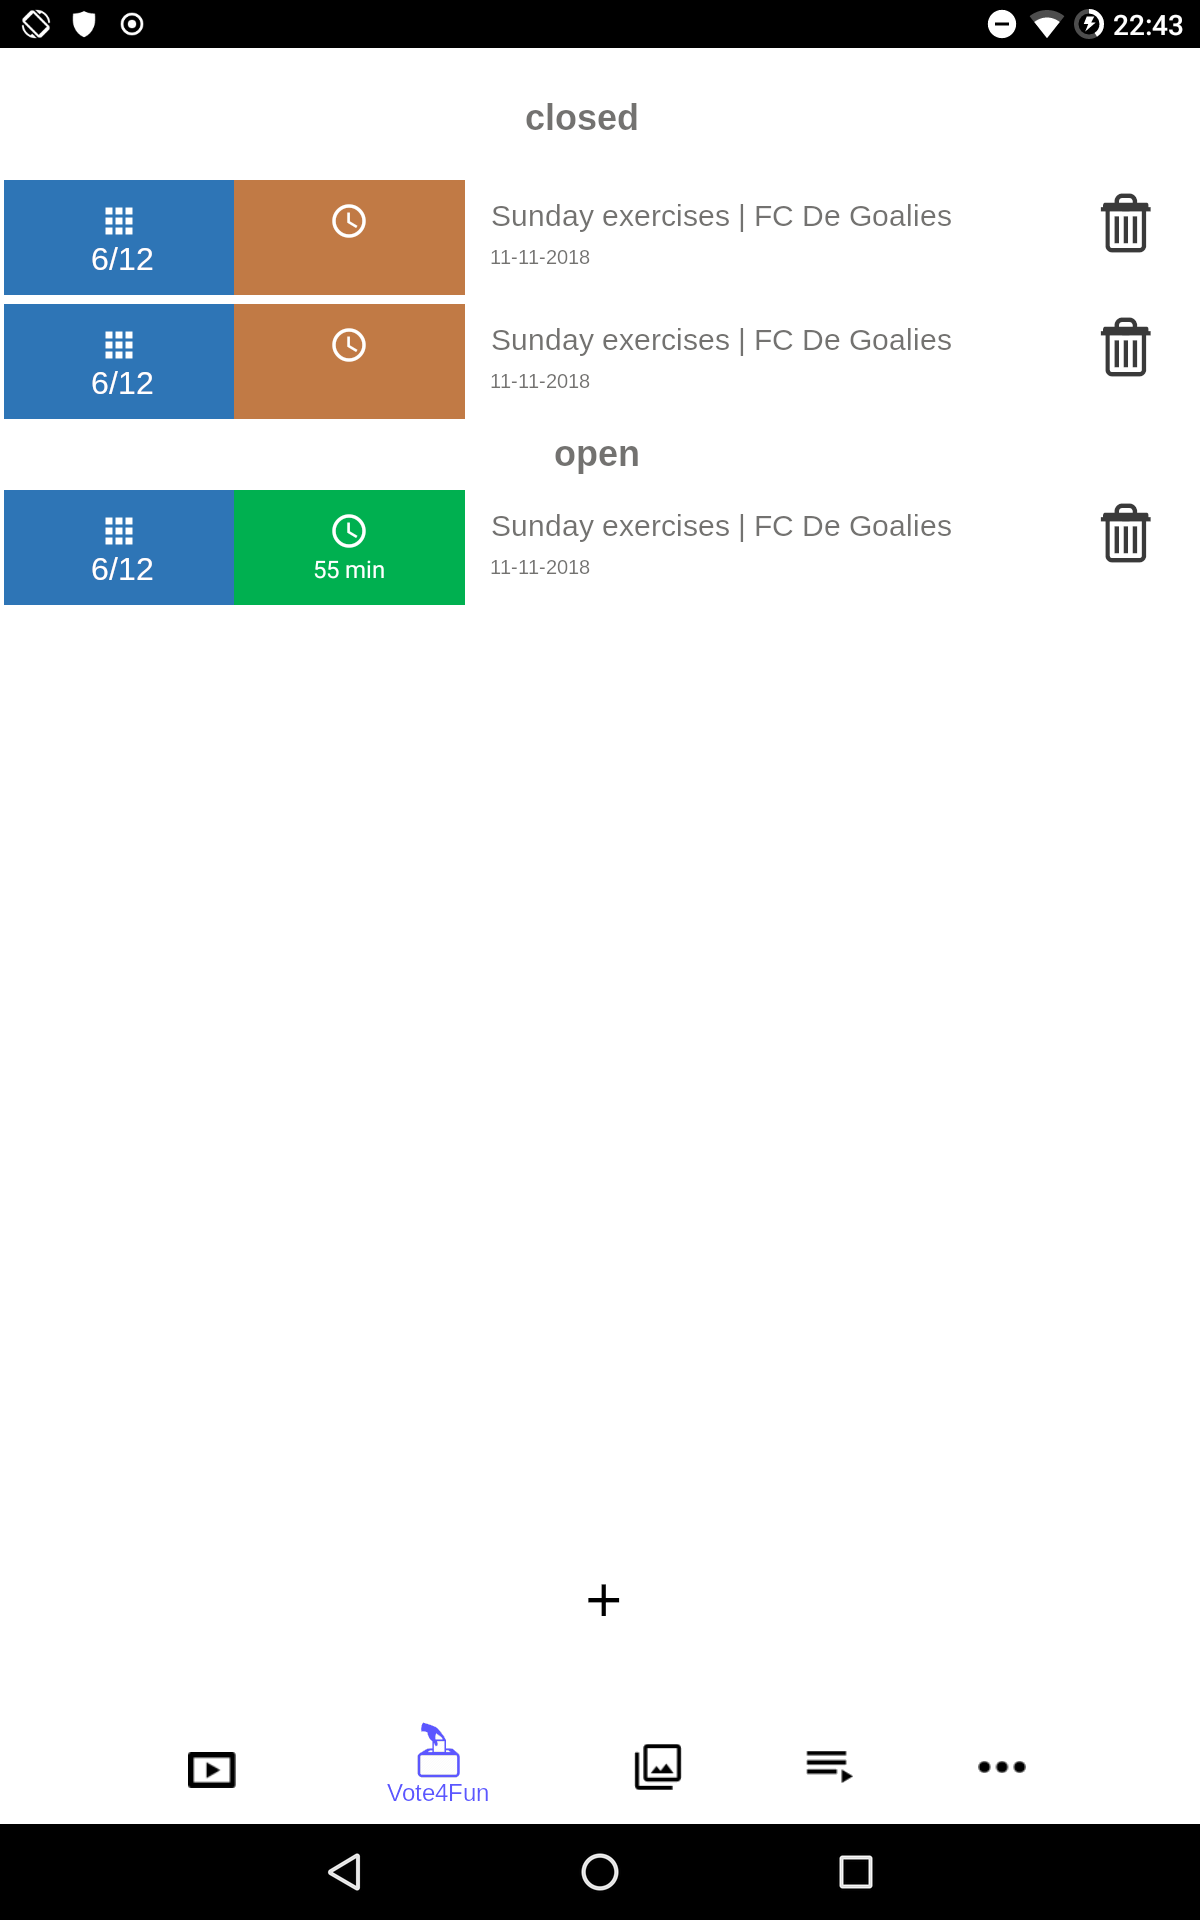 22:43
closed
6/12
Sunday exercises | FC De Goalies
11-11-2018
6/12
Sunday exercises | FC De Goalies
11-11-2018
open
6/12
55 min
Sunday exercises | FC De Goalies
11-11-2018
Vote4Fun